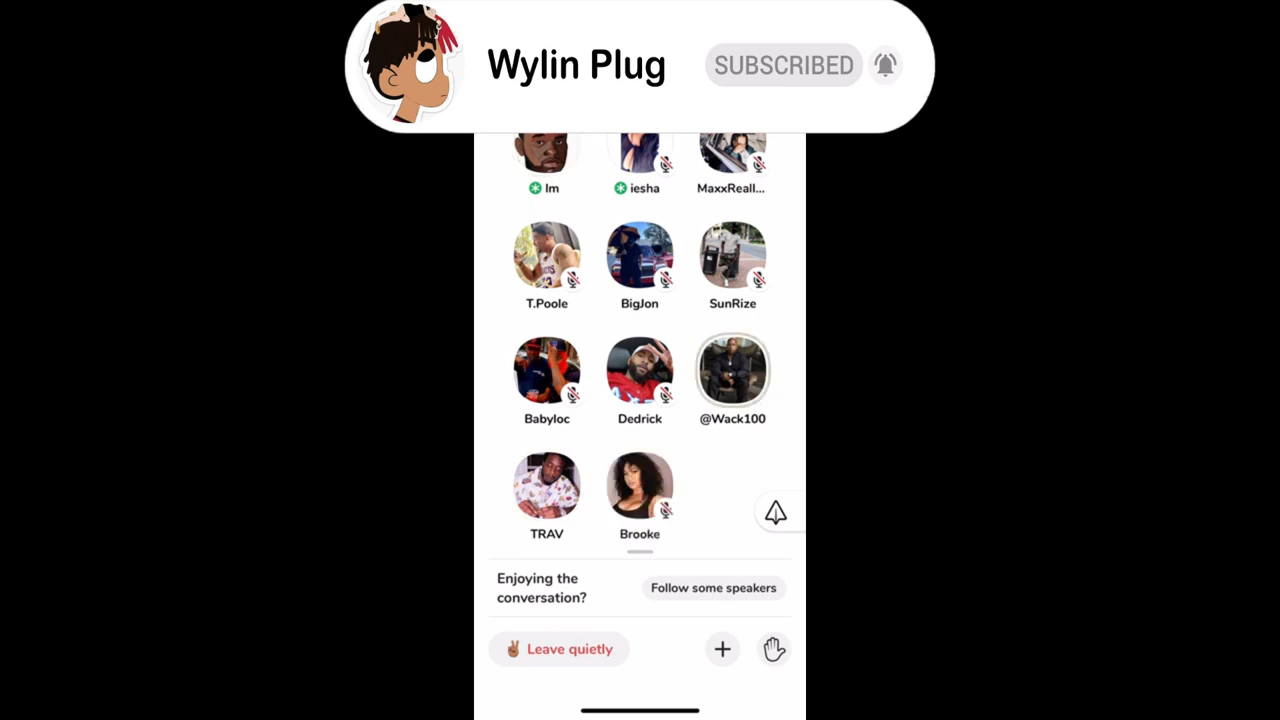 Wylin Plug SUBSCRIBED
Im iesha MaxxReall...
T.Poole BigJon SunRize
Babyloc Dedrick @Wack100
TRAV Brooke
Enjoying the
conversation?
Follow some speakers
Leave quietly